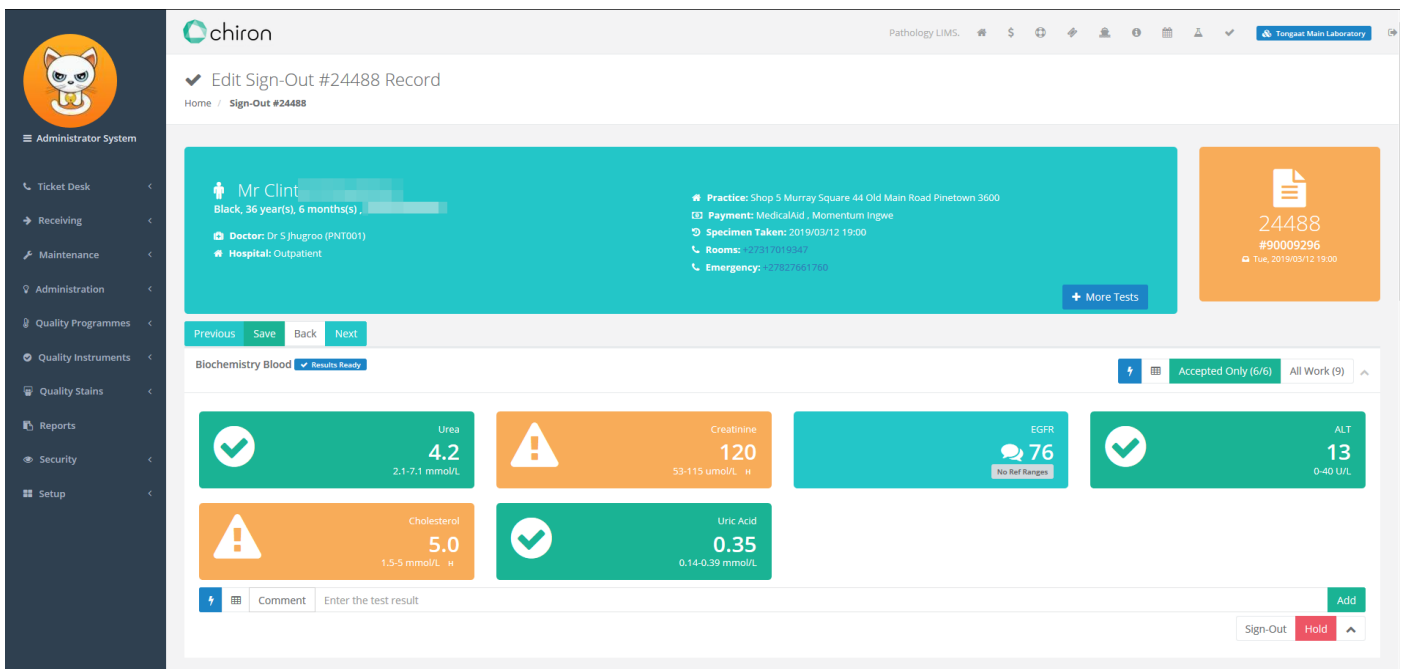 chiron
Pathology LIMS. $ Tongaat Main Laboratory
Administrator System
Ticket Desk
Receiving
Maintenance
Administration
Quality Programmes
Quality Instruments
Quality Stains
Reports
Security
Setup
Edit Sign-Out #24488 Record
Home / Sign-Out #24488
Mr Clint
Black, 36 year(s), 6 months(s) ,
Doctor: Dr S Jhugroo (PNT001)
Hospital: Outpatient
Practice: Shop 5 Murray Square 44 Old Main Road Pinetown 3600
Payment: MedicalAid , Momentum Ingwe
Specimen Taken: 2019/03/12 19:00
Rooms: +27317019347
Emergency: +27827661760
+ More Tests
24488
#90009296
Tue, 2019/03/12 19:00
Previous Save Back Next
Biochemistry Blood Results Ready
Accepted Only (6/6) All Work (9)
Urea
4.2
2.1-7.1 mmol/L
Creatinine
120
53-115 umol/L H
EGFR
76
No Ref Ranges
ALT
13
0-40 U/L
Cholesterol
5.0
1.5-5 mmol/L H
Uric Acid
0.35
0.14-0.39 mmol/L
Comment Enter the test result Add
Sign-Out Hold